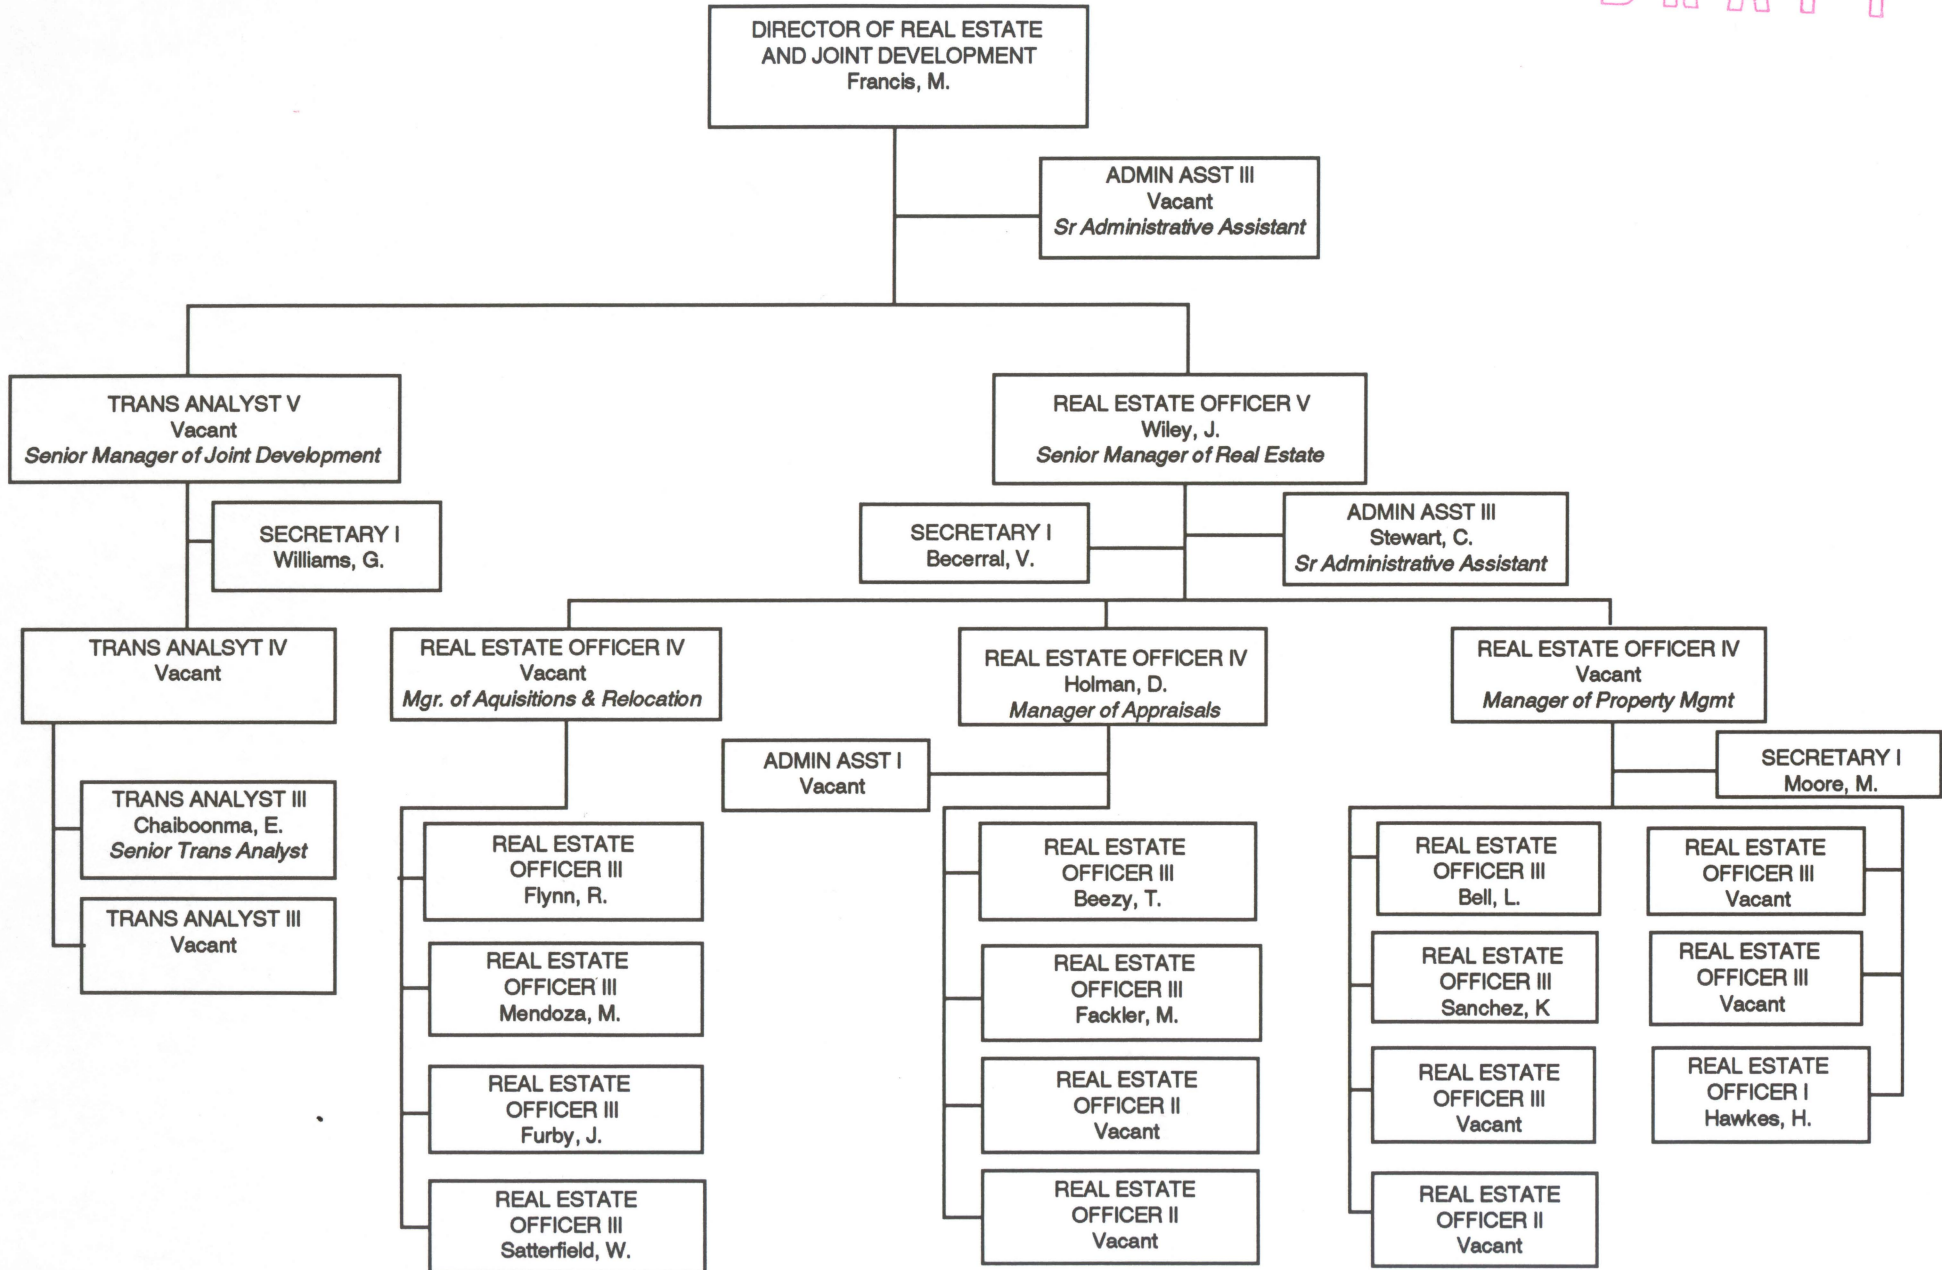 DRAFT
DIRECTOR OF REAL ESTATE
AND JOINT DEVELOPMENT
Francis, M.
ADMIN ASST III
Vacant
Sr Administrative Assistant
TRANS ANALYST V
Vacant
Senior Manager of Joint Development
REAL ESTATE OFFICER V
Wiley, J.
Senior Manager of Real Estate
SECRETARY I
Williams, G.
SECRETARY I
Becerral, V.
ADMIN ASST III
Stewart, C.
Sr Administrative Assistant
TRANS ANALSYT IV
Vacant
REAL ESTATE OFFICER IV
Vacant
Mgr. of Aquisitions & Relocation
REAL ESTATE OFFICER IV
Holman, D.
Manager of Appraisals
REAL ESTATE OFFICER IV
Vacant
Manager of Property Mgmt
ADMIN ASST I
Vacant
SECRETARY I
Moore, M.
TRANS ANALYST III
Chaiboonma, E.
Senior Trans Analyst
TRANS ANALYST III
Vacant
REAL ESTATE
OFFICER III
Flynn, R.
REAL ESTATE
OFFICER III
Mendoza, M.
REAL ESTATE
OFFICER III
Furby, J.
REAL ESTATE
OFFICER III
Satterfield, W.
REAL ESTATE
OFFICER III
Beezy, T.
REAL ESTATE
OFFICER III
Fackler, M.
REAL ESTATE
OFFICER II
Vacant
REAL ESTATE
OFFICER II
Vacant
REAL ESTATE
OFFICER III
Bell, L.
REAL ESTATE
OFFICER III
Sanchez, K
REAL ESTATE
OFFICER III
Vacant
REAL ESTATE
OFFICER II
Vacant
REAL ESTATE
OFFICER III
Vacant
REAL ESTATE
OFFICER III
Vacant
REAL ESTATE
OFFICER I
Hawkes, H.